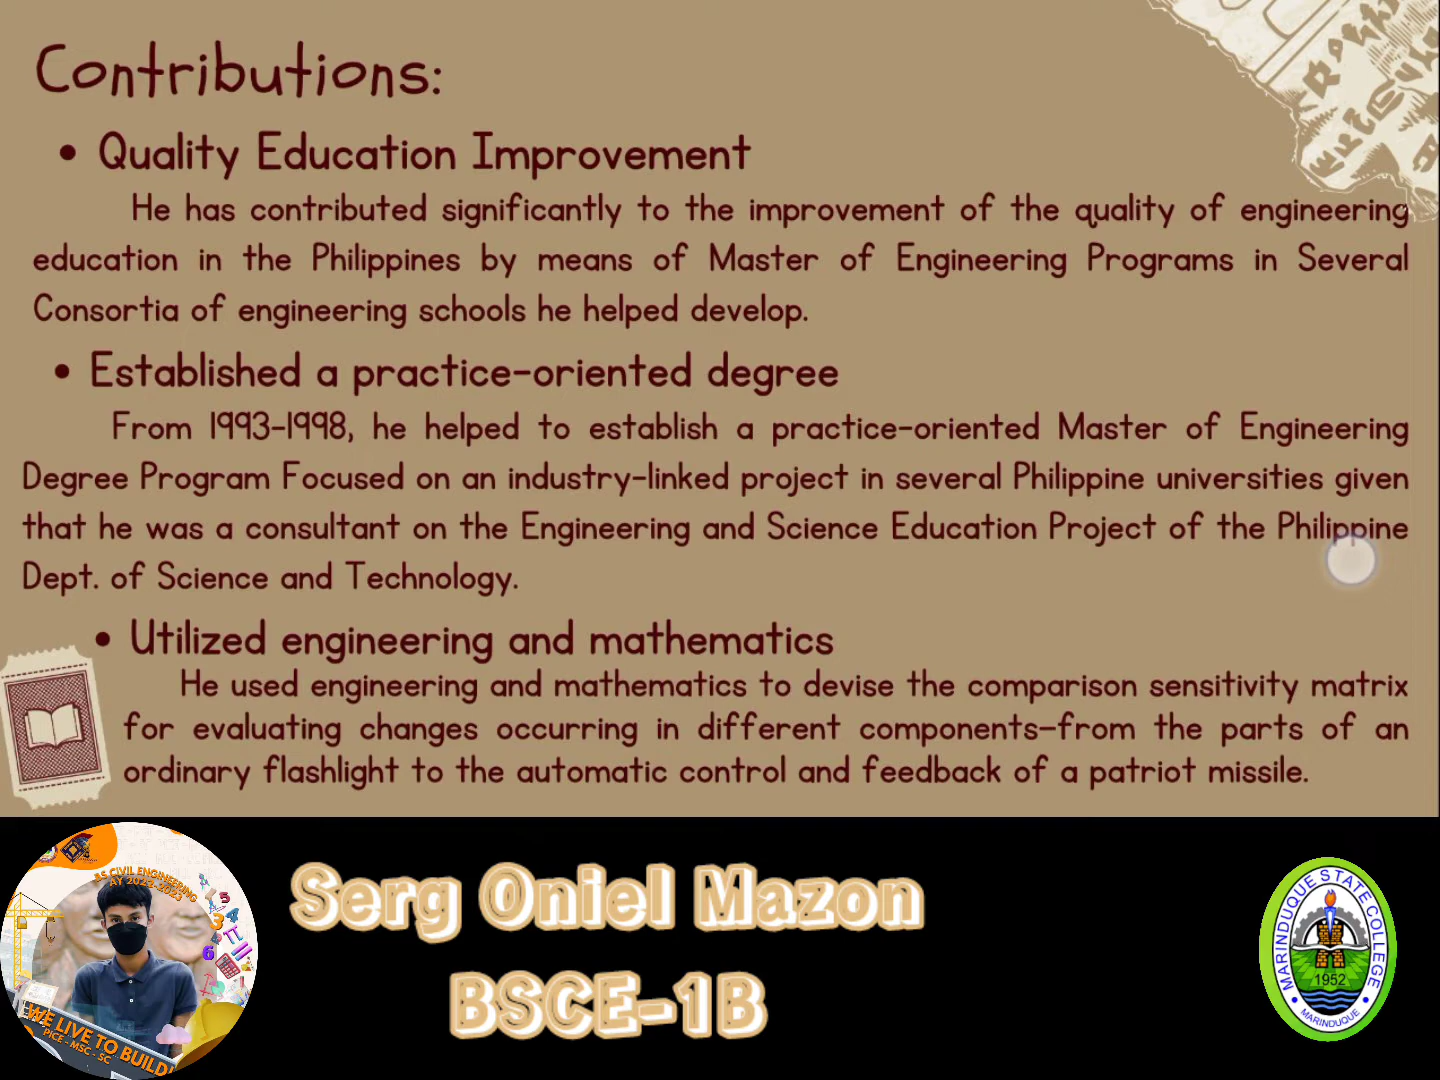 Contributions:
• Quality Education Improvement
He has contributed significantly to the improvement of the quality of engineering
education in the Philippines by means of Master of Engineering Programs in Several
Consortia of engineering schools he helped develop.
• Established a practice-oriented degree
From 1993-1998, he helped to establish a practice-oriented Master of Engineering
Degree Program Focused on an industry-linked project in several Philippine universities given
that he was a consultant on the Engineering and Science Education Project of the Philippine
Dept. of Science and Technology.
• Utilized engineering and mathematics
He used engineering and mathematics to devise the comparison sensitivity matrix
for evaluating changes occurring in different components—from the parts of an
ordinary flashlight to the automatic control and feedback of a patriot missile.
BS CIVIL ENGINEERING
AY 2022-2023
WE LIVE TO BUILD!
PICE - MSC - SC
Serg Oniel Mazon
BSCE-1B
MARINDUQUE STATE COLLEGE
1952
MARINDUQUE